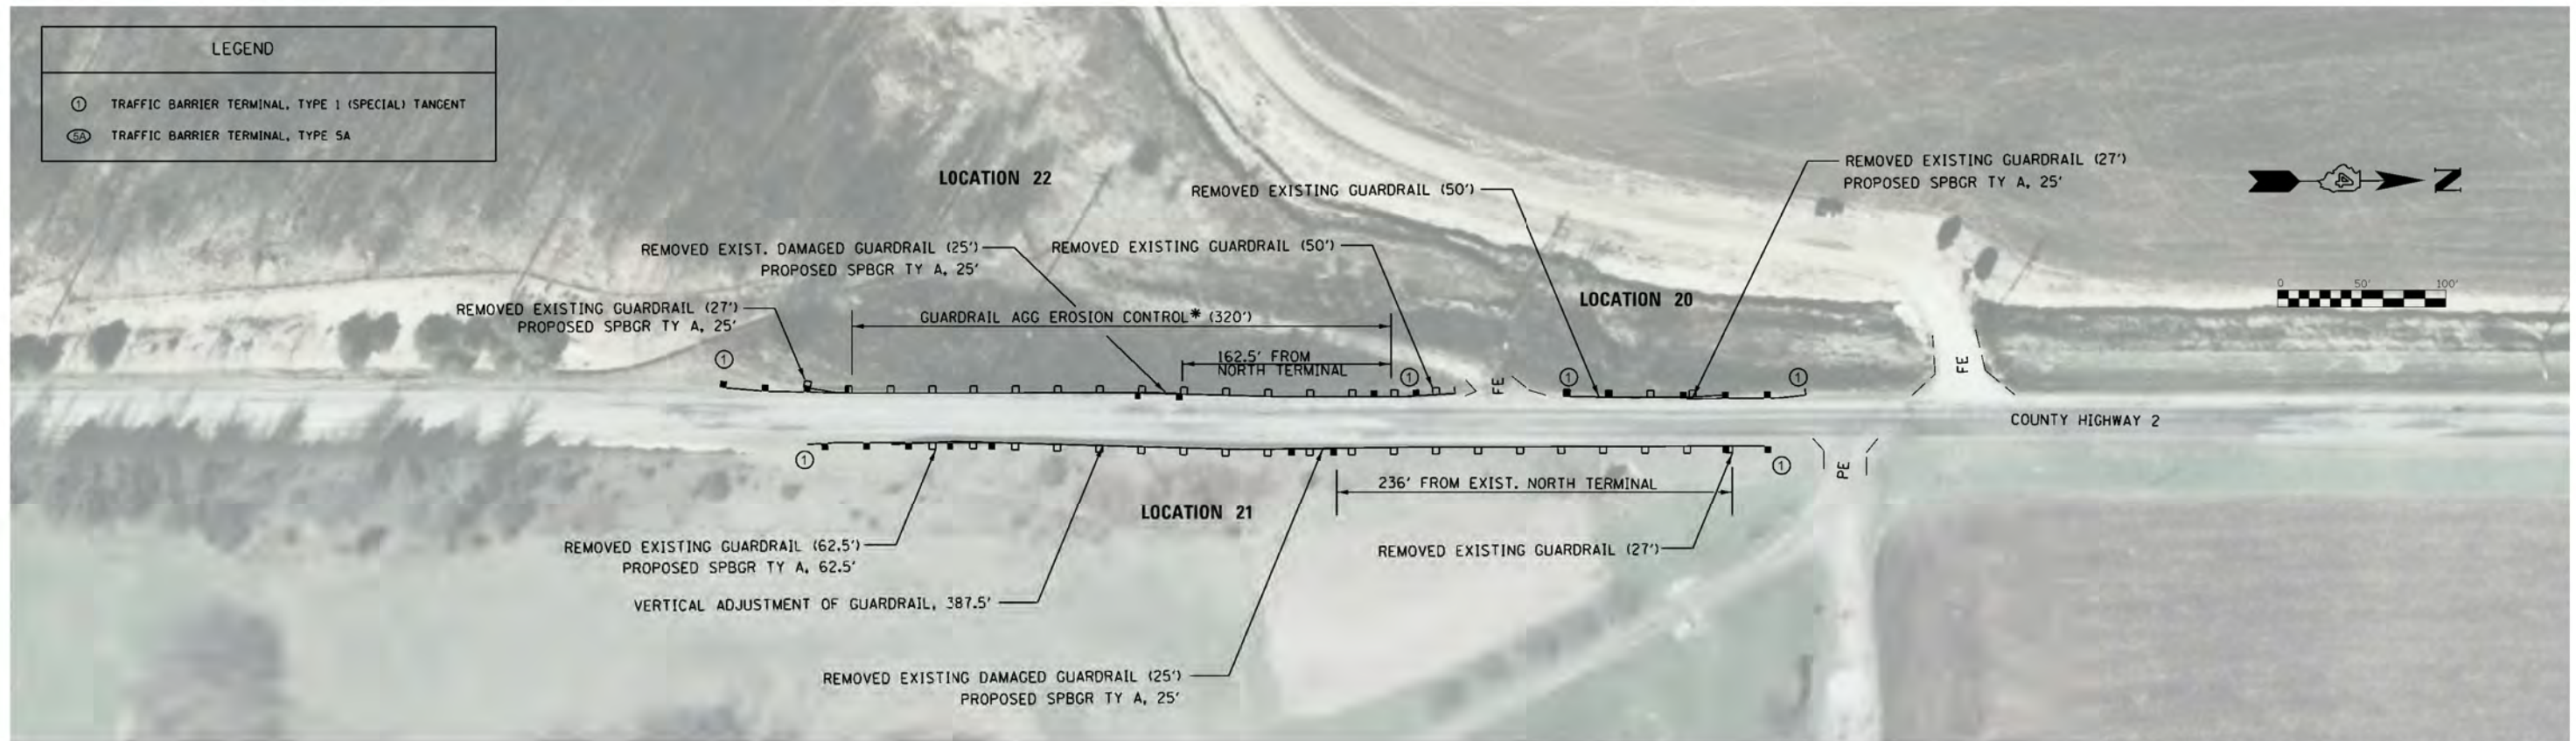 LEGEND
① TRAFFIC BARRIER TERMINAL, TYPE 1 (SPECIAL) TANGENT
5A TRAFFIC BARRIER TERMINAL, TYPE 5A
LOCATION 22
REMOVED EXISTING GUARDRAIL (50')
REMOVED EXISTING GUARDRAIL (27')
PROPOSED SPBGR TY A, 25'
N
REMOVED EXIST. DAMAGED GUARDRAIL (25')
PROPOSED SPBGR TY A, 25'
REMOVED EXISTING GUARDRAIL (50')
LOCATION 20
0 50' 100'
REMOVED EXISTING GUARDRAIL (27')
PROPOSED SPBGR TY A, 25'
GUARDRAIL AGG EROSION CONTROL* (320')
162.5' FROM
NORTH TERMINAL
①
①
FE
①
①
FE
COUNTY HIGHWAY 2
①
①
PE
236' FROM EXIST. NORTH TERMINAL
LOCATION 21
REMOVED EXISTING GUARDRAIL (62.5')
PROPOSED SPBGR TY A, 62.5'
REMOVED EXISTING GUARDRAIL (27')
VERTICAL ADJUSTMENT OF GUARDRAIL, 387.5'
REMOVED EXISTING DAMAGED GUARDRAIL (25')
PROPOSED SPBGR TY A, 25'